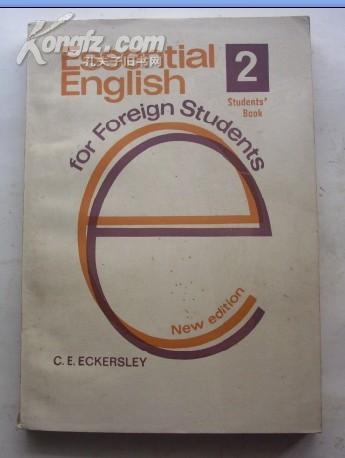 Kongfz.com
孔夫子旧书网
Essential
English
2
Students'
Book
for Foreign Students
New edition
C. E. ECKERSLEY